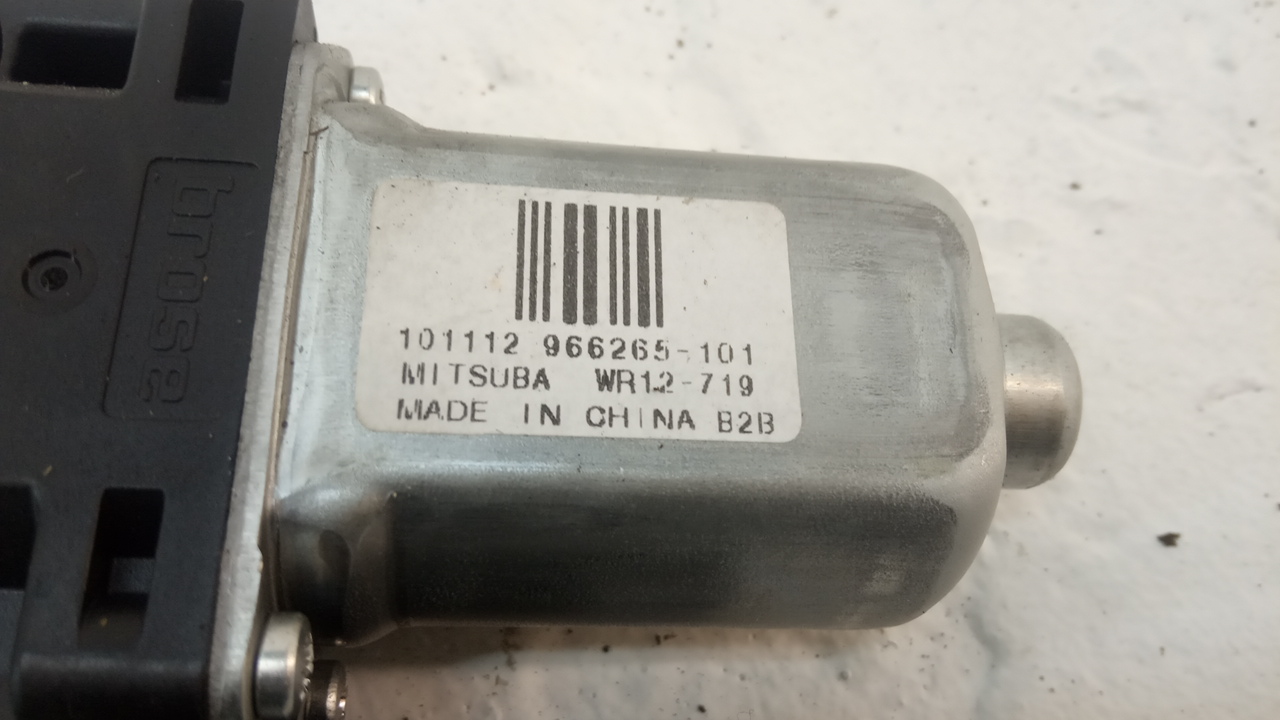 brose
101112 966265-101
MITSUBA WR12-719
MADE IN CHINA B2B